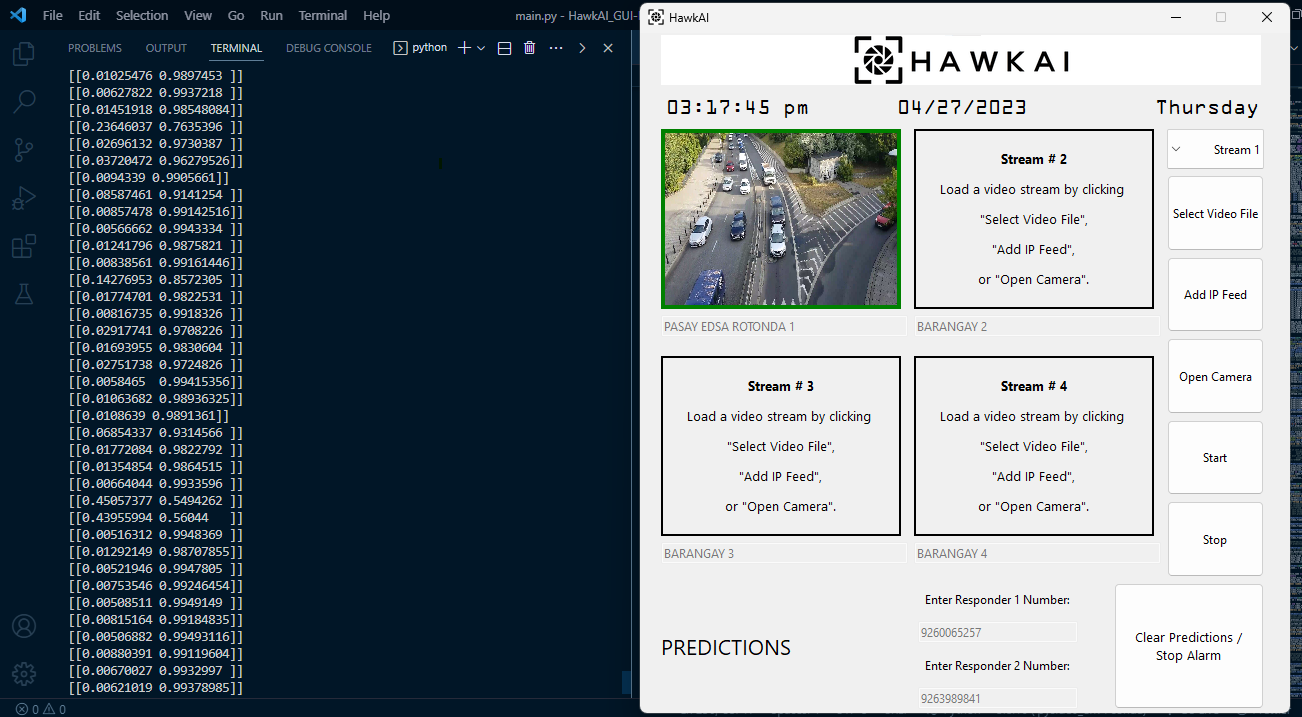 File Edit Selection View Go Run Terminal Help main.py - HawkAI_GUI-
PROBLEMS OUTPUT TERMINAL DEBUG CONSOLE python
[[0.01025476 0.9897453 ]]
[[0.00627822 0.9937218 ]]
[[0.01451918 0.98548084]]
[[0.23646037 0.7635396 ]]
[[0.02696132 0.9730387 ]]
[[0.03720472 0.96279526]]
[[0.0094339 0.9905661]]
[[0.08587461 0.9141254 ]]
[[0.00857478 0.99142516]]
[[0.00566662 0.9943334 ]]
[[0.01241796 0.9875821 ]]
[[0.00838561 0.99161446]]
[[0.14276953 0.8572305 ]]
[[0.01774701 0.9822531 ]]
[[0.00816735 0.9918326 ]]
[[0.02917741 0.9708226 ]]
[[0.01693955 0.9830604 ]]
[[0.02751738 0.9724826 ]]
[[0.0058465  0.99415356]]
[[0.01063682 0.98936325]]
[[0.0108639 0.9891361]]
[[0.06854337 0.9314566 ]]
[[0.01772084 0.9822792 ]]
[[0.01354854 0.9864515 ]]
[[0.00664044 0.9933596 ]]
[[0.45057377 0.5494262 ]]
[[0.43955994 0.56044   ]]
[[0.00516312 0.9948369 ]]
[[0.01292149 0.98707855]]
[[0.00521946 0.9947805 ]]
[[0.00753546 0.99246454]]
[[0.00508511 0.9949149 ]]
[[0.00815164 0.99184835]]
[[0.00506882 0.99493116]]
[[0.00880391 0.99119604]]
[[0.00670027 0.9932997 ]]
[[0.00621019 0.99378985]]
0 0
HawkAI
HAWKAI
03:17:45 pm 04/27/2023 Thursday
PASAY EDSA ROTONDA 1
Stream # 2
Load a video stream by clicking
"Select Video File",
"Add IP Feed",
or "Open Camera".
BARANGAY 2
Stream # 3
Load a video stream by clicking
"Select Video File",
"Add IP Feed",
or "Open Camera".
BARANGAY 3
Stream # 4
Load a video stream by clicking
"Select Video File",
"Add IP Feed",
or "Open Camera".
BARANGAY 4
Stream 1
Select Video File
Add IP Feed
Open Camera
Start
Stop
PREDICTIONS
Enter Responder 1 Number:
9260065257
Enter Responder 2 Number:
9263989841
Clear Predictions /
Stop Alarm